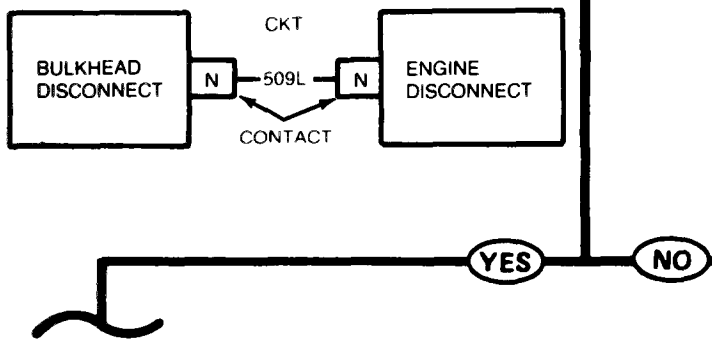 CKT
BULKHEAD
DISCONNECT
N
509L
N
ENGINE
DISCONNECT
CONTACT
YES
NO